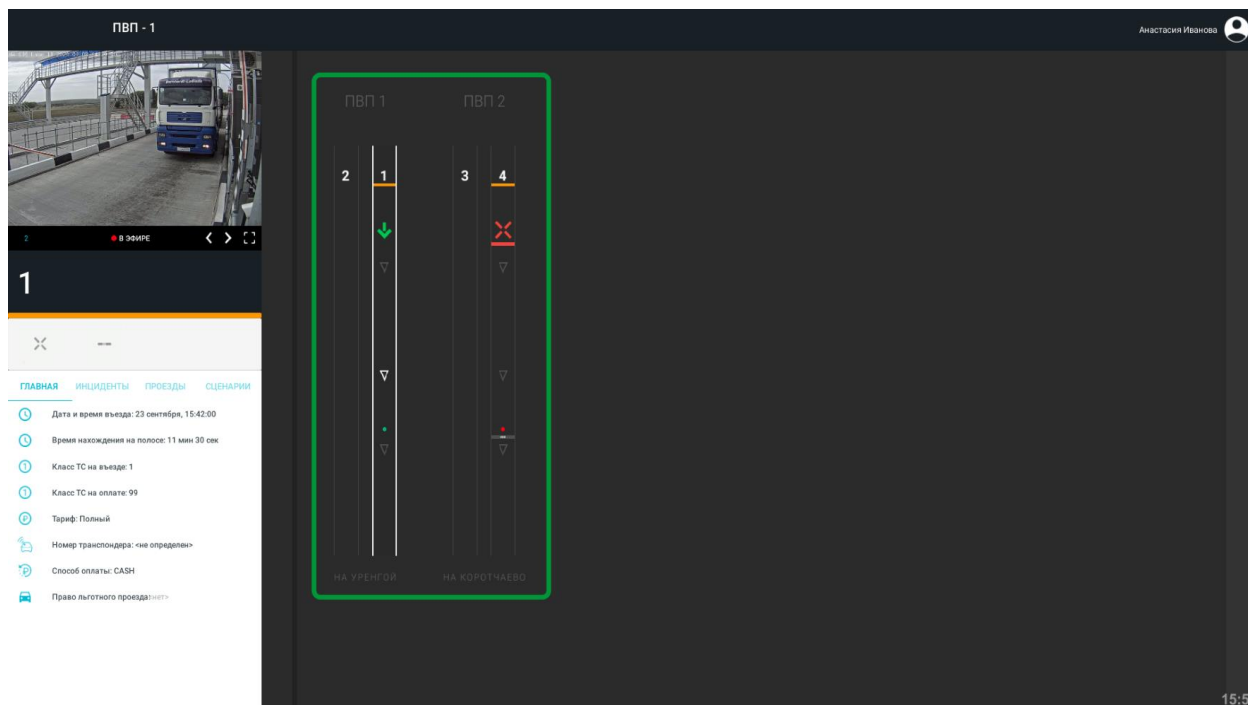 ПВП - 1
Анастасия Иванова
2
В ЭФИРЕ
1
ГЛАВНАЯ ИНЦИДЕНТЫ ПРОЕЗДЫ СЦЕНАРИИ
Дата и время въезда: 23 сентября, 15:42:00
Время нахождения на полосе: 11 мин 30 сек
Класс ТС на въезде: 1
Класс ТС на оплате: 99
Тариф: Полный
Номер транспондера: <не определен>
Способ оплаты: CASH
Право льготного проезда: нет>
ПВП 1 ПВП 2
2 1 3 4
НА УРЕНГОЙ НА КОРОТЧАЕВО
15:5